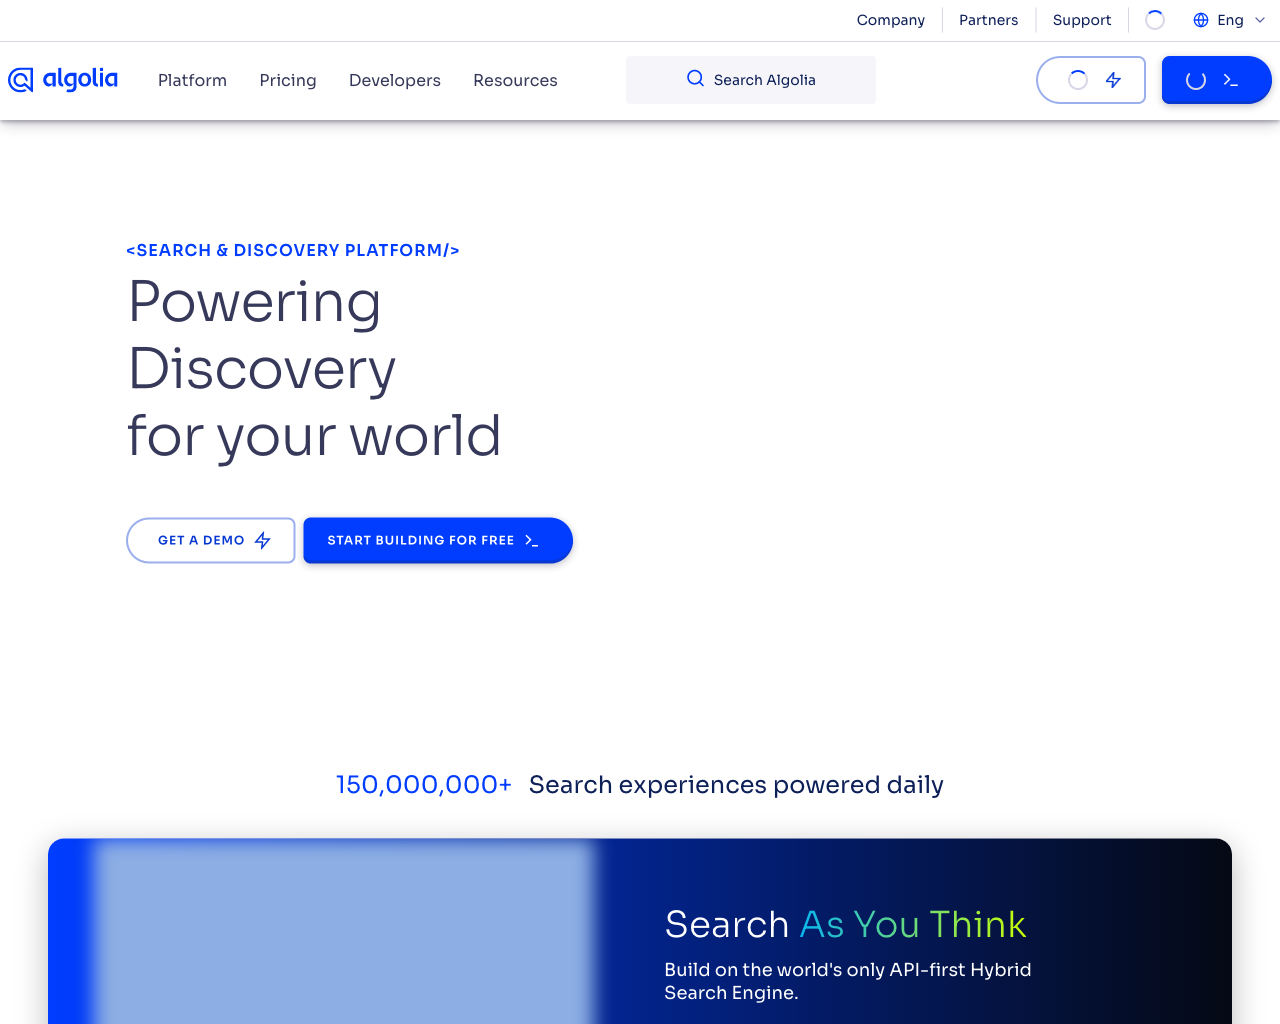 Company
Partners
Support
Eng
algolia
Platform
Pricing
Developers
Resources
Search Algolia
<SEARCH & DISCOVERY PLATFORM/>
Powering
Discovery
for your world
GET A DEMO
START BUILDING FOR FREE
150,000,000+ Search experiences powered daily
Search As You Think
Build on the world's only API-first Hybrid
Search Engine.